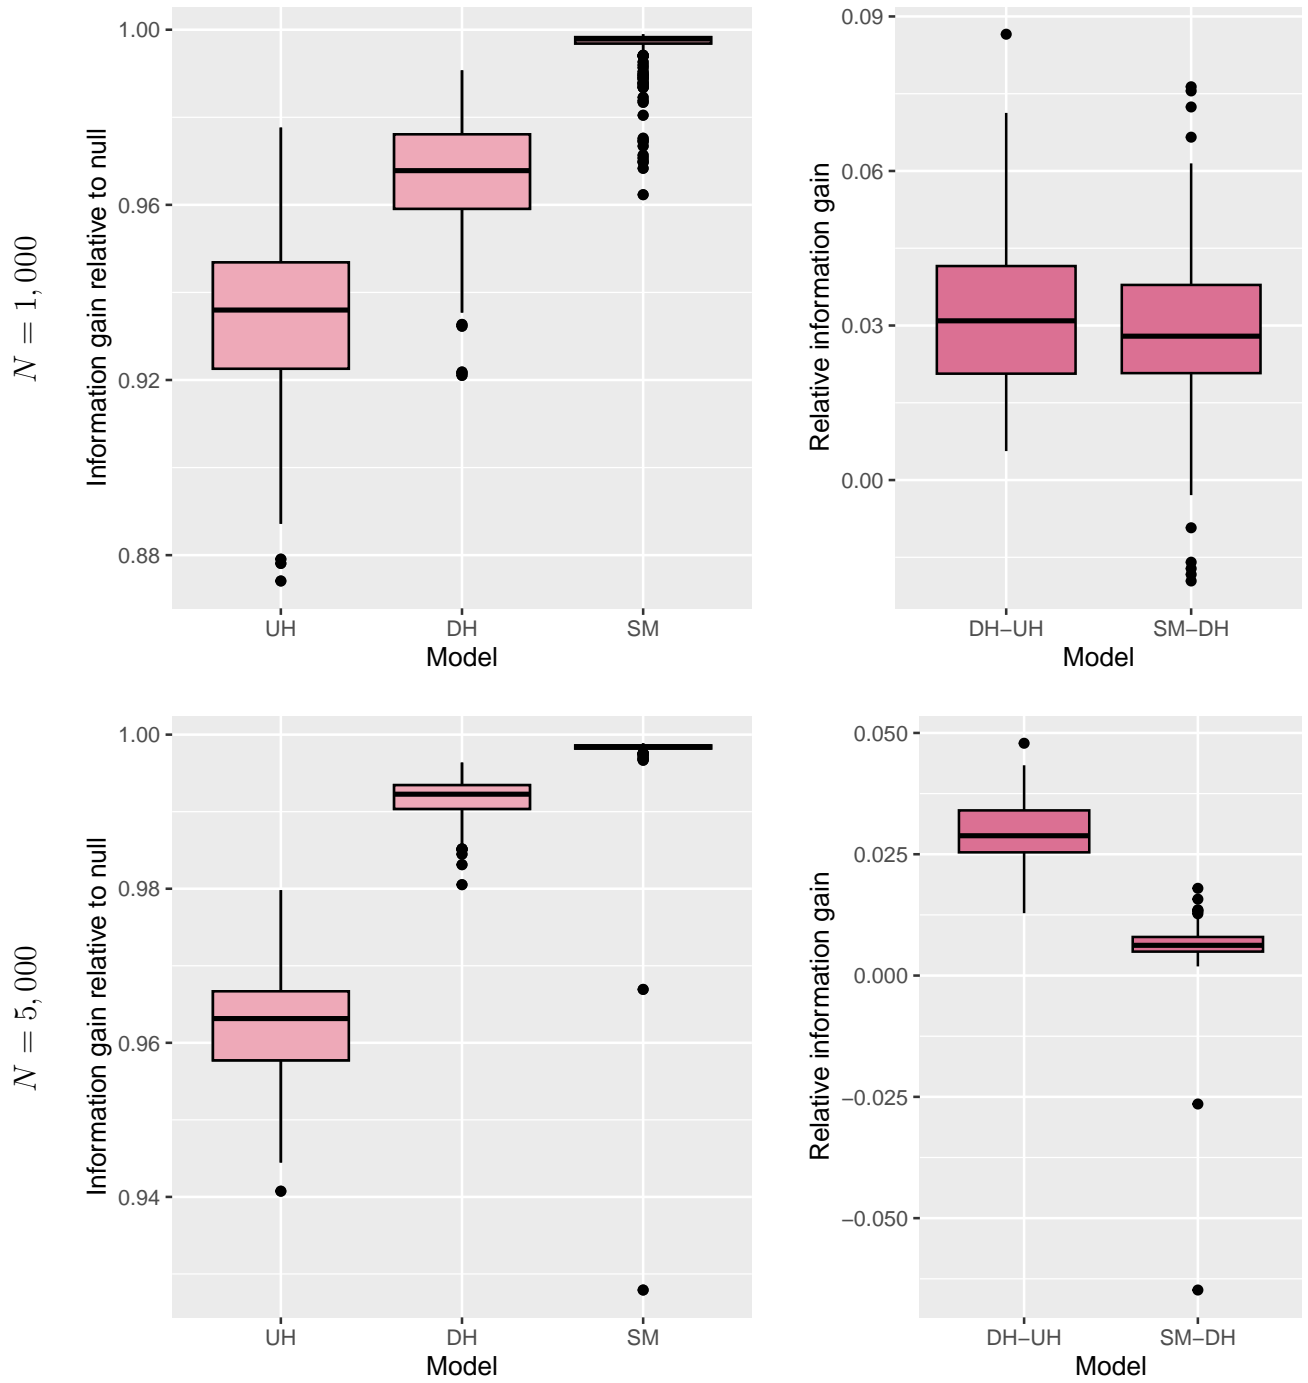 N = 1,000
Information gain relative to null
1.00
0.96
0.92
0.88
UH DH SM
Model
Relative information gain
0.09
0.06
0.03
0.00
DH−UH SM−DH
Model
N = 5,000
Information gain relative to null
1.00
0.98
0.96
0.94
UH DH SM
Model
Relative information gain
0.050
0.025
0.000
−0.025
−0.050
DH−UH SM−DH
Model